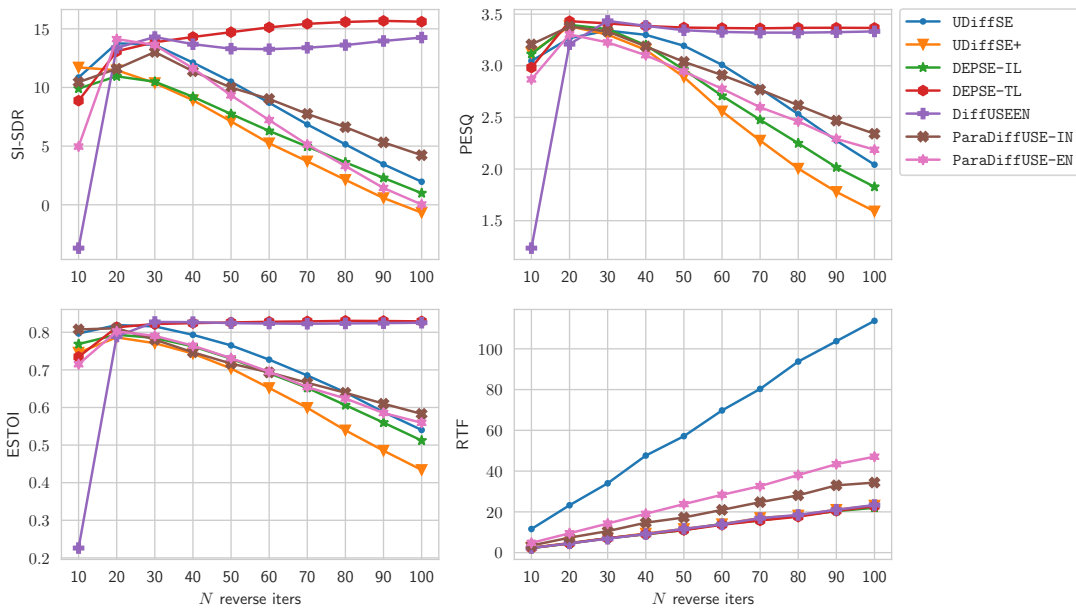 SI-SDR
15
10
5
0
10 20 30 40 50 60 70 80 90 100
PESQ
3.5
3.0
2.5
2.0
1.5
10 20 30 40 50 60 70 80 90 100
UDiffSE
UDiffSE+
DEPSE-IL
DEPSE-TL
DiffUSEEN
ParaDiffUSE-IN
ParaDiffUSE-EN
ESTOI
0.8
0.7
0.6
0.5
0.4
0.3
0.2
10 20 30 40 50 60 70 80 90 100
N reverse iters
RTF
100
80
60
40
20
0
10 20 30 40 50 60 70 80 90 100
N reverse iters